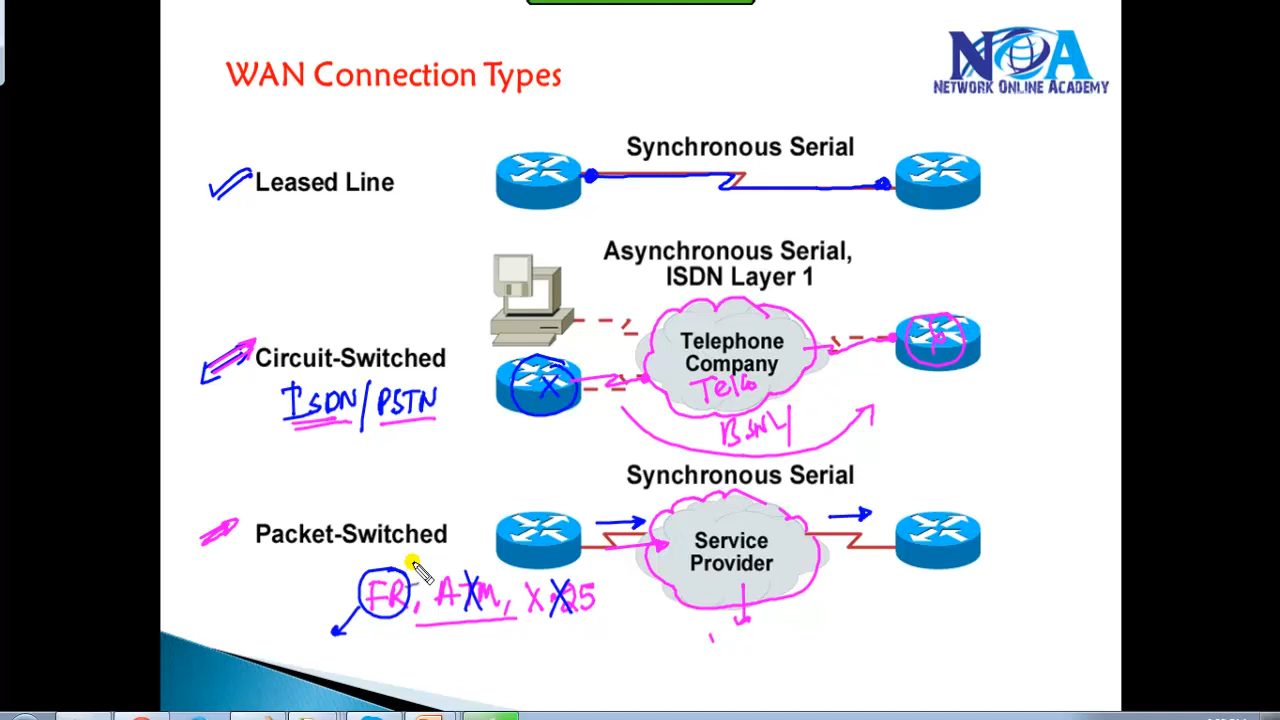 WAN Connection Types
NOA
NETWORK ONLINE ACADEMY
Leased Line
Synchronous Serial
Asynchronous Serial,
ISDN Layer 1
Circuit-Switched
ISDN/PSTN
X
Telephone
Company
Telco
BSNL/
P
Synchronous Serial
Packet-Switched
FR, ATM, X.25
Service
Provider